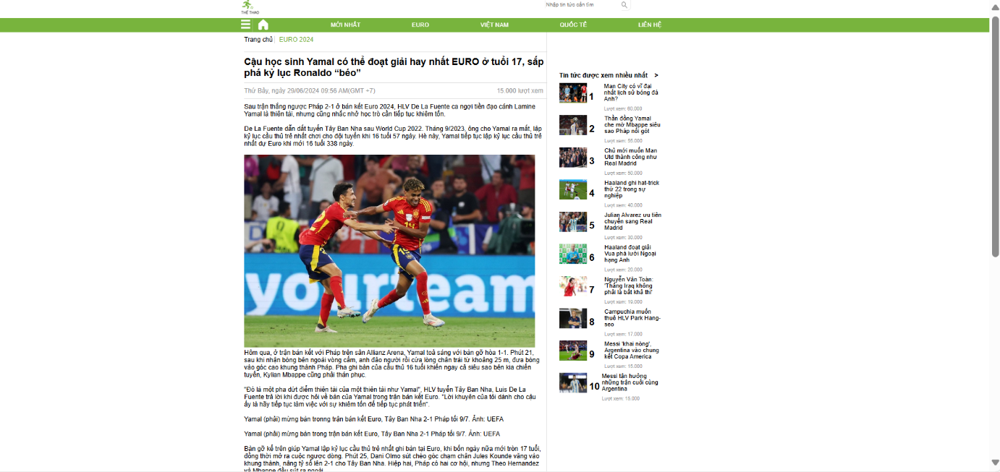 THỂ THAO
Nhập tin tức cần tìm
MỚI NHẤT
EURO
VIỆT NAM
QUỐC TẾ
LIÊN HỆ
Trang chủ
EURO 2024
Cậu học sinh Yamal có thể đoạt giải hay nhất EURO ở tuổi 17, sắp
phá kỷ lục Ronaldo “béo”
Thứ Bảy, ngày 29/06/2024 09:56 AM(GMT +7)
15.000 lượt xem
Sau trận thắng ngược Pháp 2-1 ở bán kết Euro 2024, HLV De La Fuente ca ngợi tiền đạo cánh Lamine
Yamal là thiên tài, nhưng cũng nhắc nhở học trò cần tiếp tục khiêm tốn.
De La Fuente dẫn dắt tuyển Tây Ban Nha sau World Cup 2022. Tháng 9/2023, ông cho Yamal ra mắt, lập
kỷ lục cầu thủ trẻ nhất chơi cho đội tuyển khi 16 tuổi 57 ngày. Hè này, Yamal tiếp tục lập kỷ lục cầu thủ trẻ
nhất dự Euro khi mới 16 tuổi 338 ngày.
yourteam
Hôm qua, ở trận bán kết với Pháp trên sân Allianz Arena, Yamal toả sáng với bản gỡ hòa 1-1. Phút 21,
sau khi nhận bóng bên ngoài vòng cấm, anh đảo người rồi cứa lòng chân trái từ khoảng 25 m, đưa bóng
vào góc cao khung thành Pháp. Pha ghi bàn của cầu thủ 16 tuổi khiến ngay cả siêu sao bên kia chiến
tuyến, Kylian Mbappe cũng phải thán phục.
"Đó là một pha dứt điểm thiên tài của một thiên tài như Yamal", HLV tuyển Tây Ban Nha, Luis De La
Fuente trả lời khi được hỏi về bàn của Yamal trong trận bán kết Euro. "Lời khuyên của tôi dành cho cậu
ấy là hãy tiếp tục làm việc với sự khiêm tốn để tiếp tục phát triển".
Yamal (phải) mừng bàn tronng trận bán kết Euro, Tây Ban Nha 2-1 Pháp tối 9/7. Ảnh: UEFA
Yamal (phải) mừng bàn trong trận bán kết Euro, Tây Ban Nha 2-1 Pháp tối 9/7. Ảnh: UEFA
Bàn gỡ kể trên giúp Yamal lập kỷ lục cầu thủ trẻ nhất ghi bàn tại Euro, khi bốn ngày nữa mới tròn 17 tuổi,
đồng thời mở ra cuộc ngược dòng. Phút 25, Dani Olmo sút chéo góc chạm chân Jules Kounde văng vào
khung thành, nâng tỷ số lên 2-1 cho Tây Ban Nha. Hiệp hai, Pháp có hai cơ hội, nhưng Theo Hernandez
và Mbappe đều sút ra ngoài.
Tin tức được xem nhiều nhất >
1
Man City có vĩ đại
nhất lịch sử bóng đá
Anh?
Lượt xem: 60,000
2
Thần đồng Yamal
che mờ Mbappe siêu
sao Pháp nối gót
Lượt xem: 55,000
3
Chủ mới muốn Man
Utd thành công như
Real Madrid
Lượt xem: 50,000
4
Haaland ghi hat-trick
thứ 22 trong sự
nghiệp
Lượt xem: 40,000
5
Julian Alvarez ưu tiên
chuyển sang Real
Madrid
Lượt xem: 30,000
6
Haaland đoạt giải
Vua phá lưới Ngoại
hạng Anh
Lượt xem: 20,000
7
Nguyễn Văn Toàn:
'Thắng Iraq không
phải là bất khả thi'
Lượt xem: 19,000
8
Campuchia muốn
thuê HLV Park Hang-
seo
Lượt xem: 17,000
9
Messi 'khai nòng',
Argentina vào chung
kết Copa America
Lượt xem: 15,000
10
Messi tận hưởng
những trận cuối cùng
Argentina
Lượt xem: 15,000